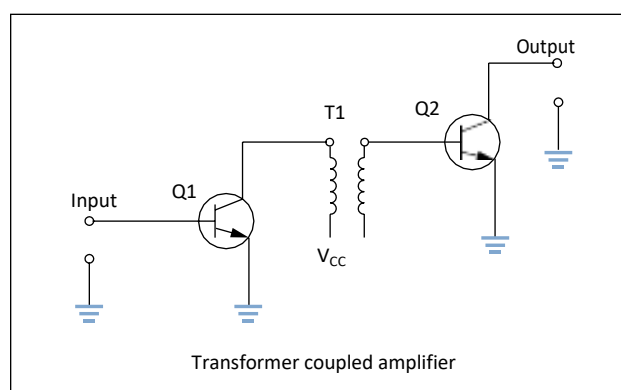 Output
T1
Q2
Q1
Input
VCC
Transformer coupled amplifier